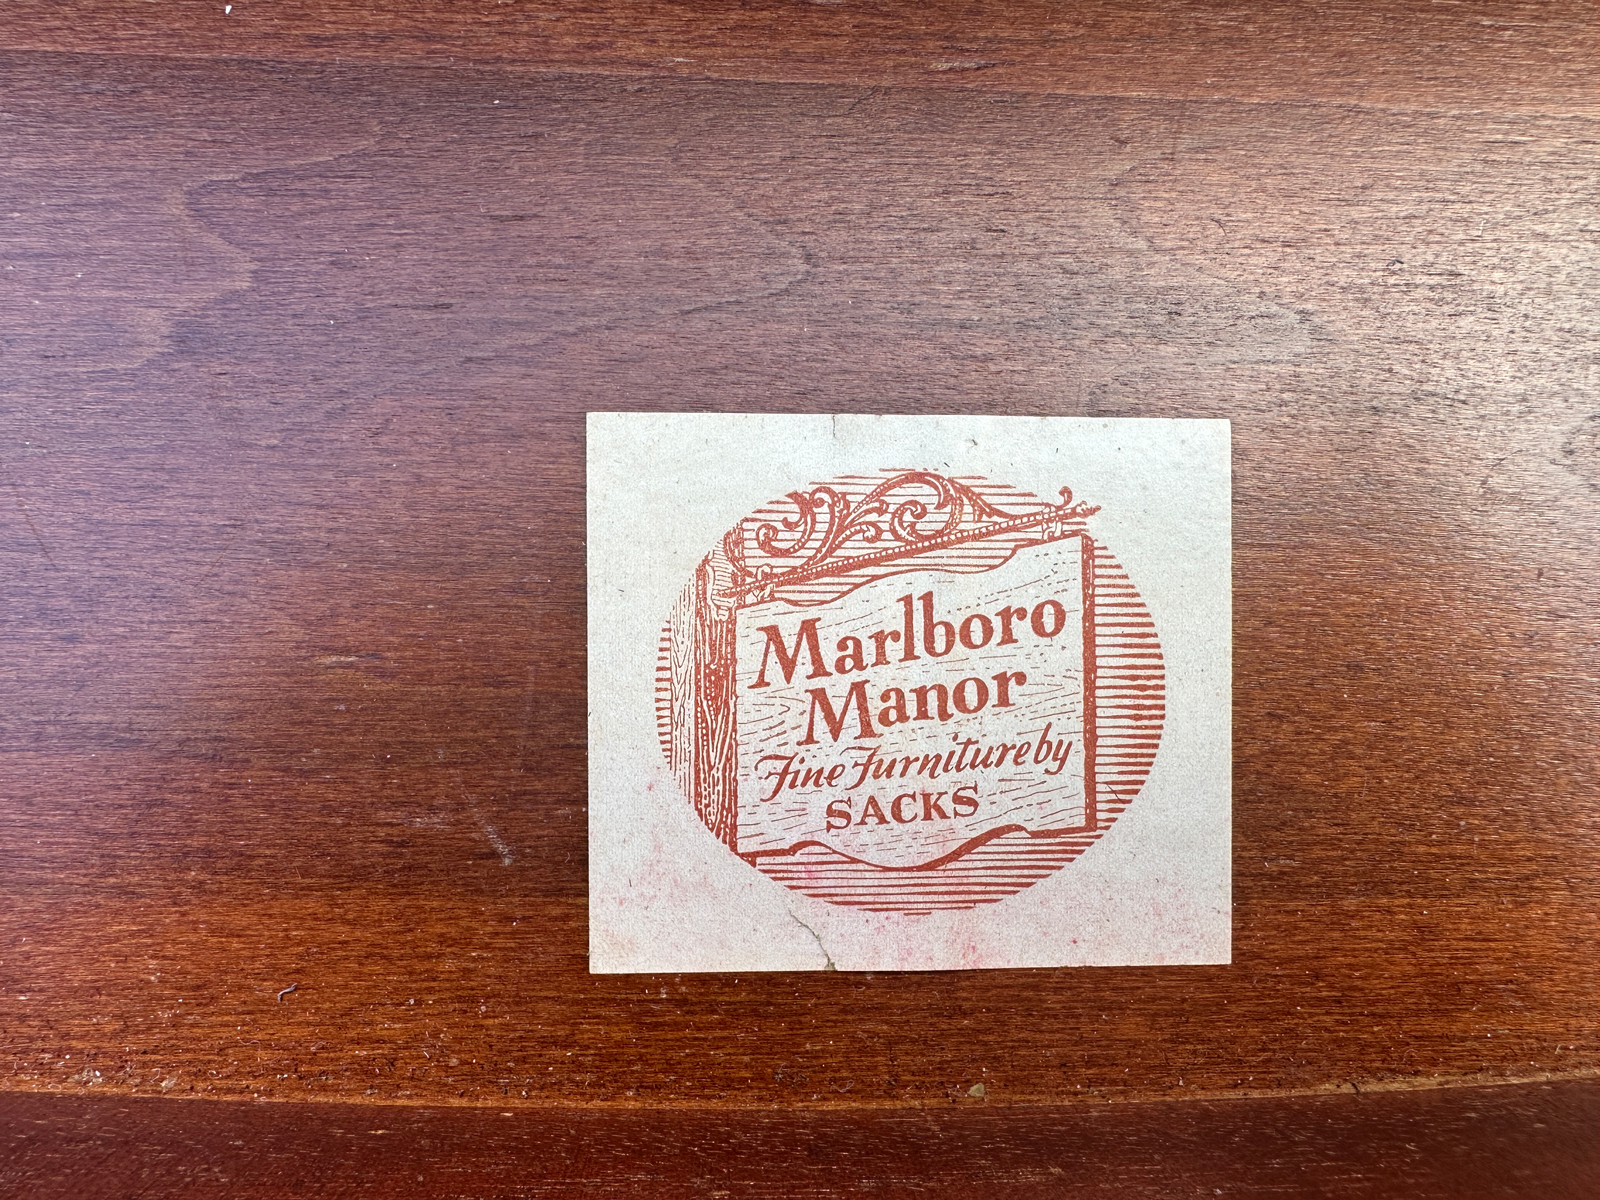 Marlboro
Manor
Fine Furniture by
SACKS